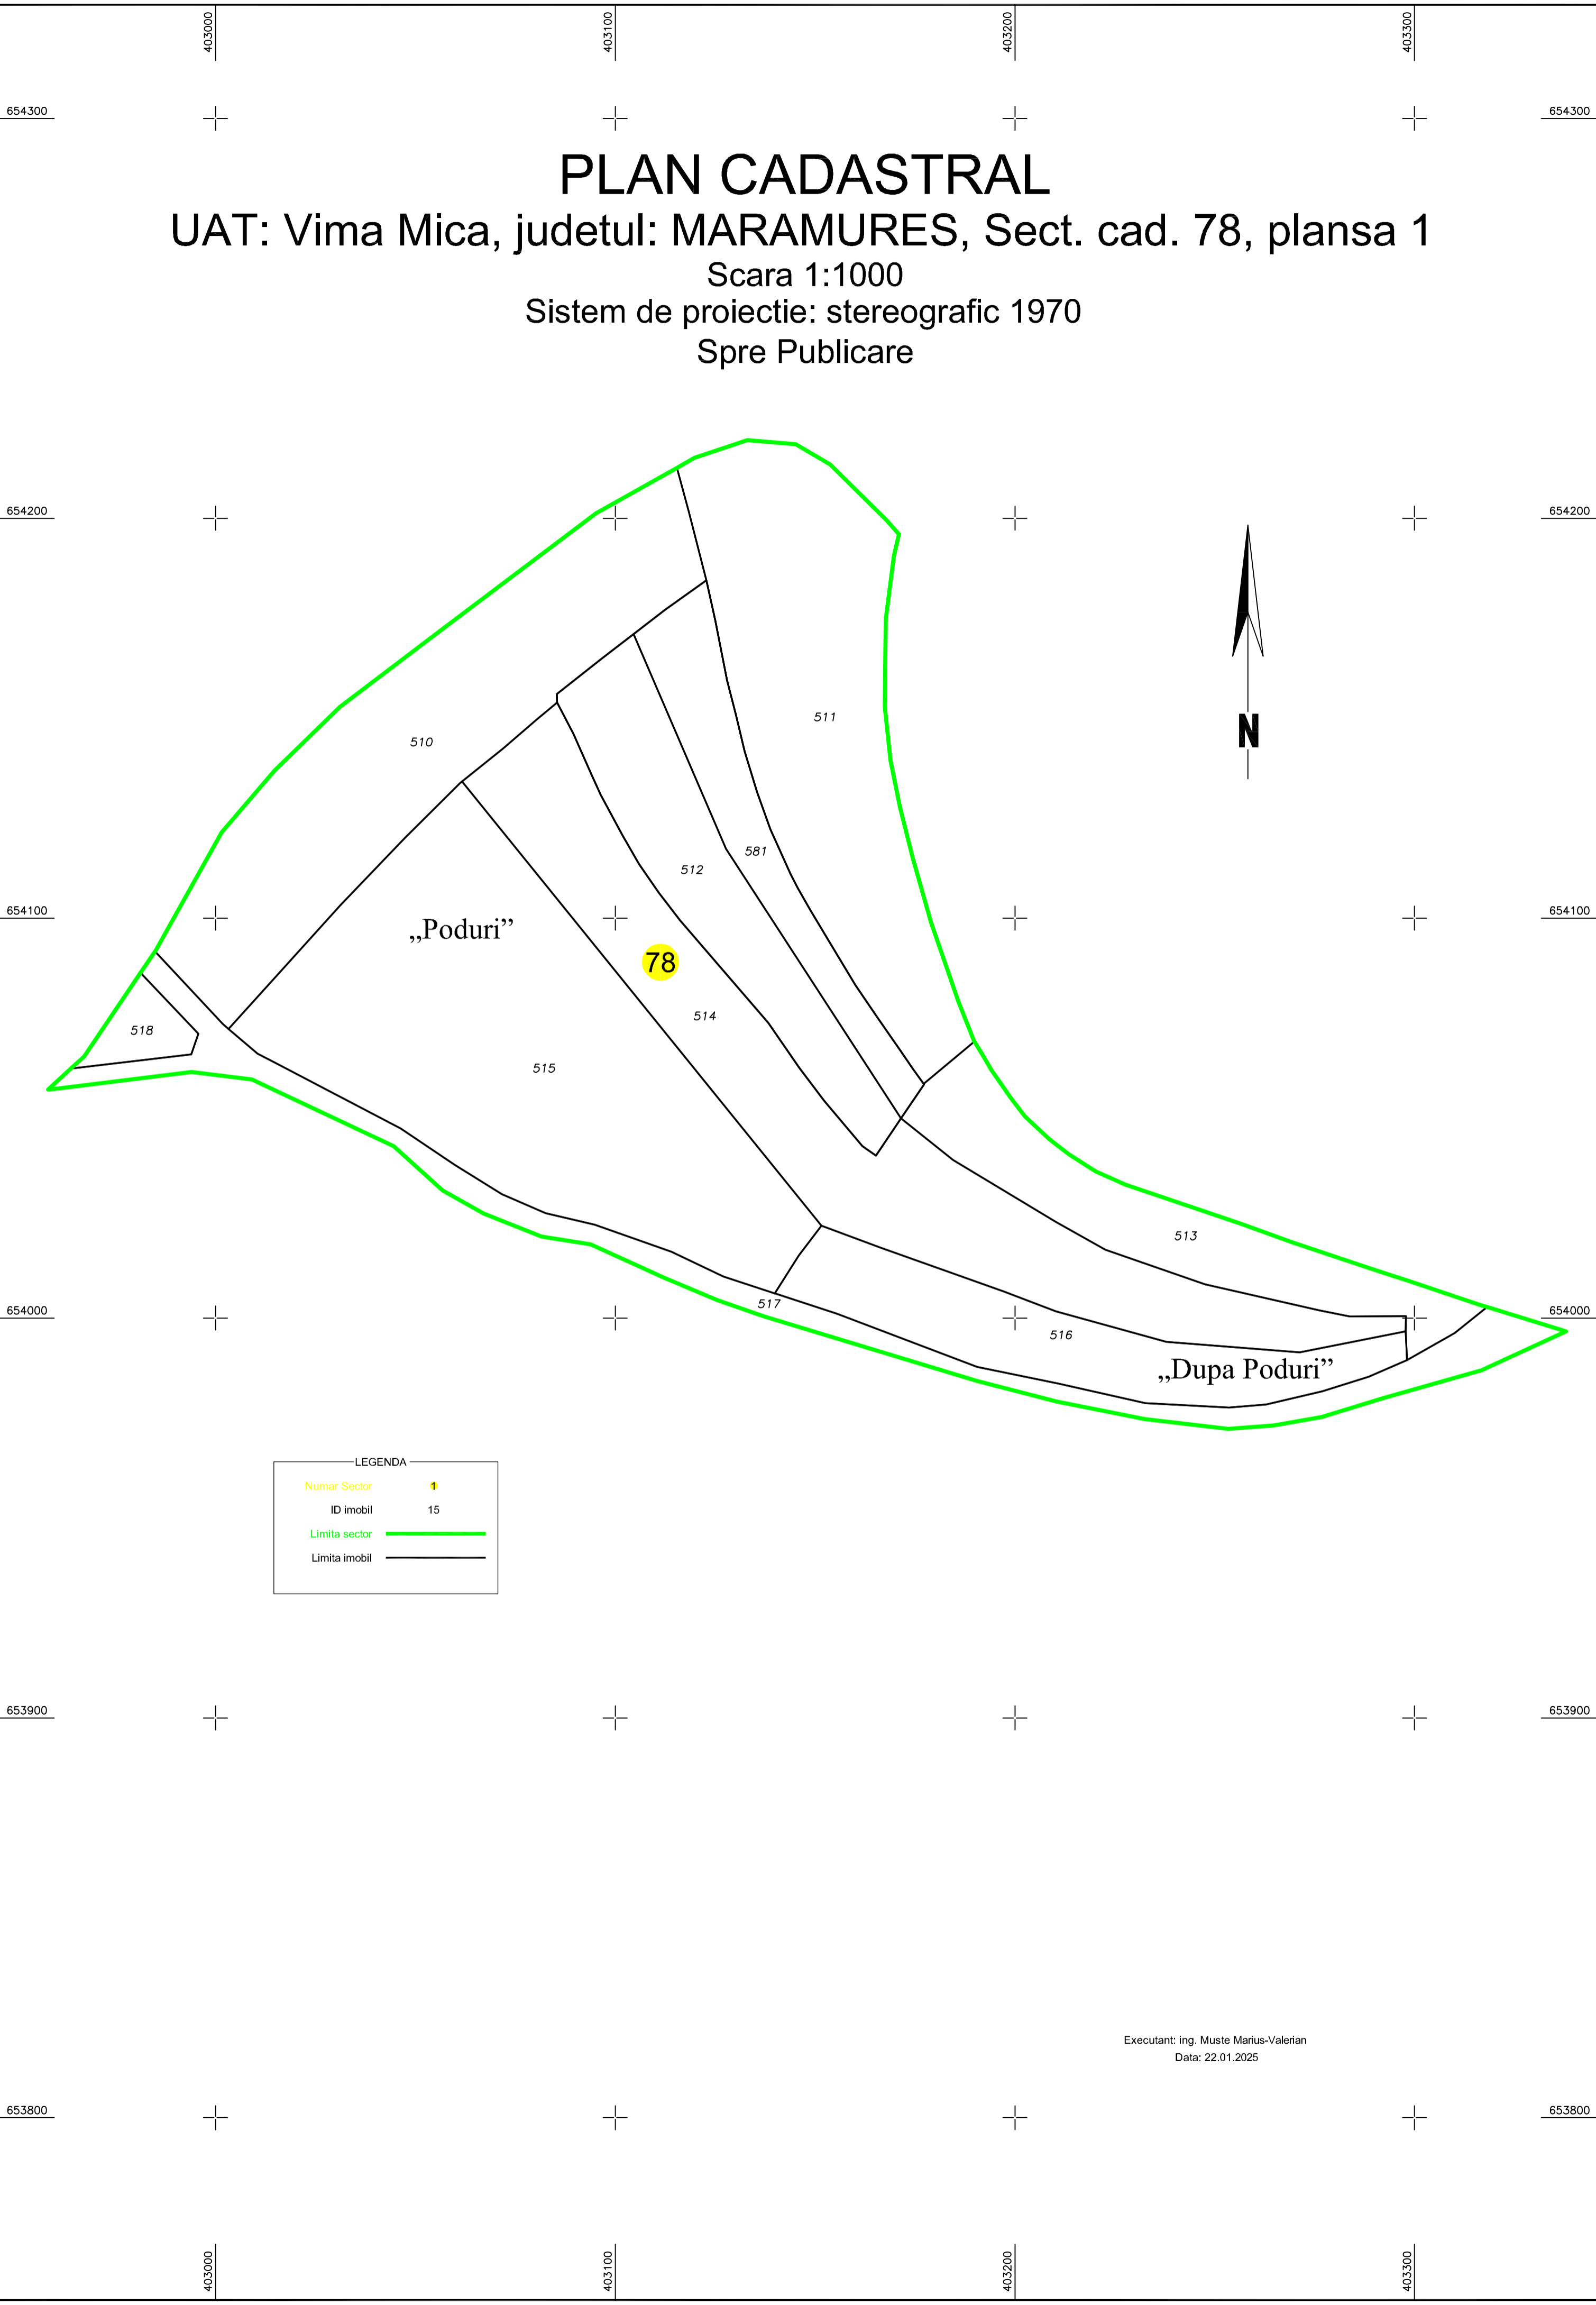 403000 403100 403200 403300
654300 654300
PLAN CADASTRAL
UAT: Vima Mica, judetul: MARAMURES, Sect. cad. 78, plansa 1
Scara 1:1000
Sistem de proiectie: stereografic 1970
Spre Publicare
654200 654200
511
N
510
581
512
654100 654100
„Poduri”
78
514
518
515
513
517
654000 654000
516
„Dupa Poduri”
LEGENDA
Numar Sector 1
ID imobil 15
Limita sector
Limita imobil
653900 653900
Executant: ing. Muste Marius-Valerian
Data: 22.01.2025
653800 653800
403000 403100 403200 403300